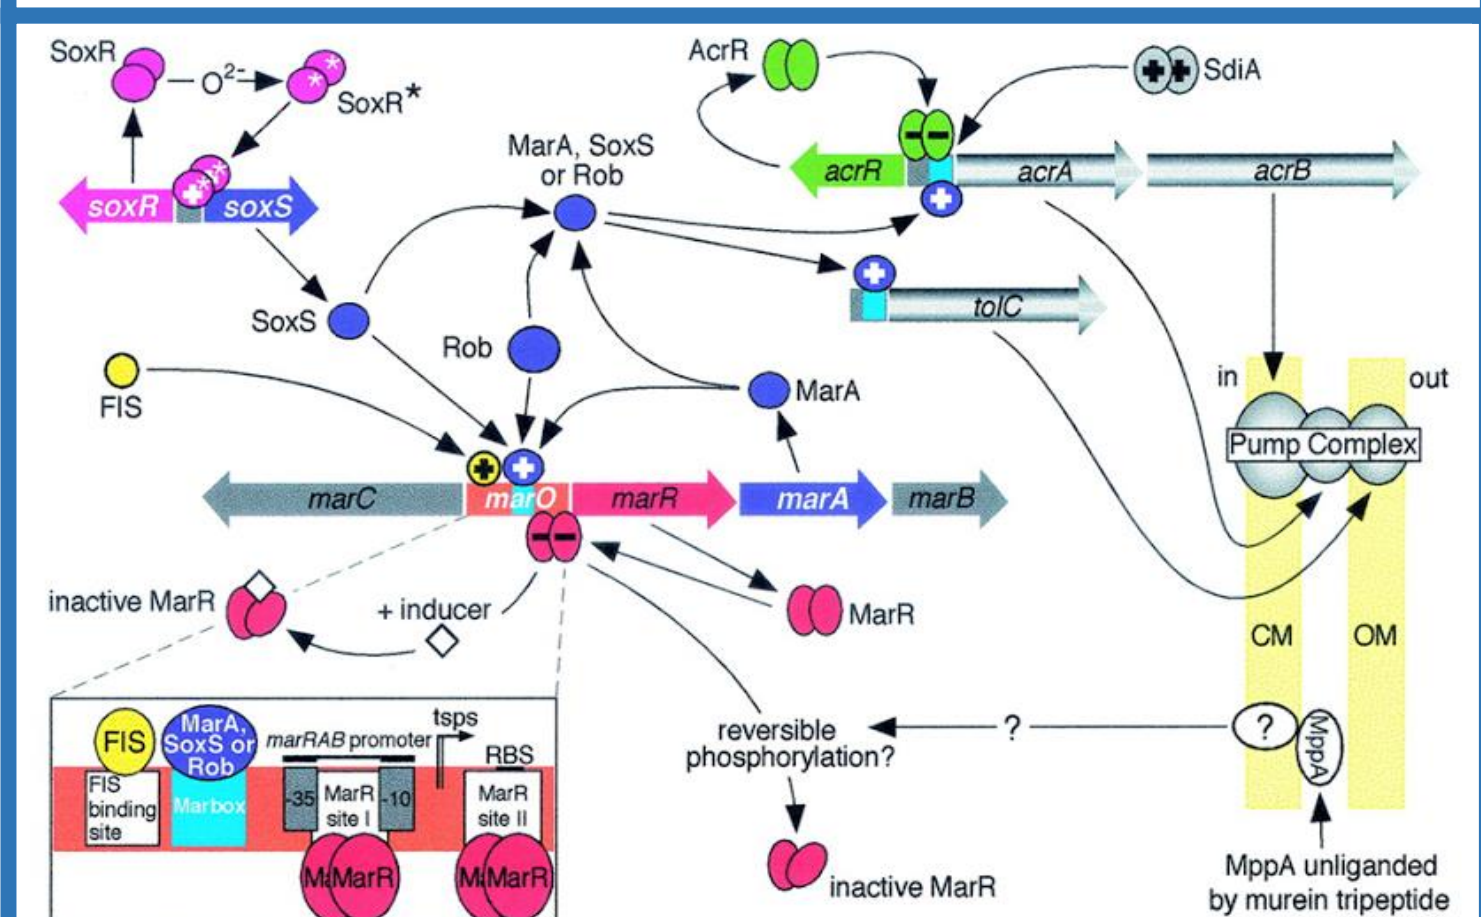 SoxR
O²⁻
SoxR*
soxR
soxS
*
*
*
*
+
MarA, SoxS
or Rob
AcrR
SdiA
+ +
− −
acrR
acrA
acrB
+
+
tolC
SoxS
Rob
MarA
FIS
in
out
Pump Complex
+
+
marC
marO
marR
marA
marB
− −
inactive MarR
+ inducer
MarR
CM
OM
reversible
phosphorylation?
?
?
MppA
inactive MarR
MppA unliganded
by murein tripeptide
FIS
MarA,
SoxS or
Rob
marRAB promoter
tsps
RBS
FIS
binding
site
Marbox
-35
MarR
site I
-10
MarR
site II
Ma
MarR
M
MarR